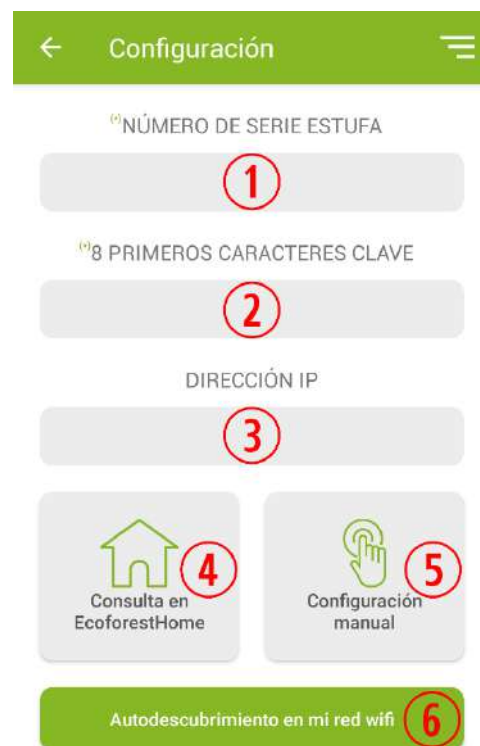 Configuración
(*)NÚMERO DE SERIE ESTUFA
1
(*)8 PRIMEROS CARACTERES CLAVE
2
DIRECCIÓN IP
3
4
Consulta en
EcoforestHome
5
Configuración
manual
Autodescubrimiento en mi red wifi 6